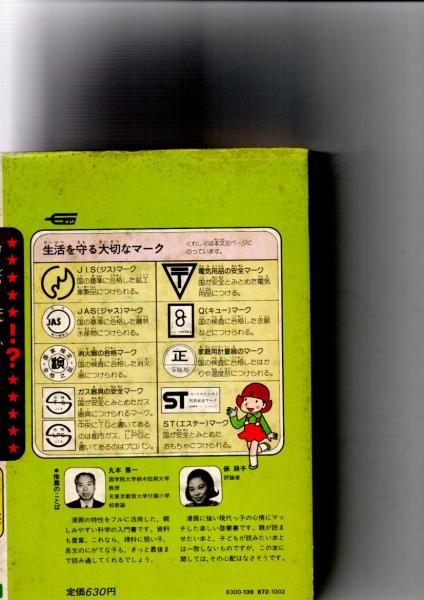 生活を守る大切なマーク
くわしくは本文30ページに
のっています。
JIS(ジス)マーク
国の基準に合格した鉱工
業製品につけられる。
電気用品の安全マーク
国が安全とみとめた電気
用品につける。
JAS
JAS(ジャス)マーク
国の基準に合格した農林
水産物につけられる。
Q
Q(キュー)マーク
国の検査に合格した衣服
などにつけられる。
消火器の合格マーク
国の検査に合格した消火
器につけられる。
正
家庭用計量器のマーク
国の検査に合格したはか
りや温度計につけられる。
ガス器具の安全マーク
国が安全とみとめたガス
器具につけられるマーク。
中央にTGと書いてある
のは都市ガス、LPGと
書いてあるのはプロパン。
LPG
ST
ST(エステー)マーク
国が安全とみとめた
おもちゃにつけられる。
●推薦のことば
丸本 喜一
国学院大学栃木短期大学
教授
元東京教育大学付属小学
校教諭
俵 萠子
評論家
漫画の特性をフルに活用した、親
しみやすい科学の入門書です。資料
も豊富。これなら、理科に弱い子、
長文のにがてな子も、きっと最後ま
で読み通してくれるでしょう。
漫画に強い現代っ子の心情にマッ
チした楽しい啓蒙書です。親が読ま
せたい本と、子どもが読みたい本と
は一致しないものですが、この本に
関しては、その心配はなさそうです。
定価630円
8300-139 872-1002